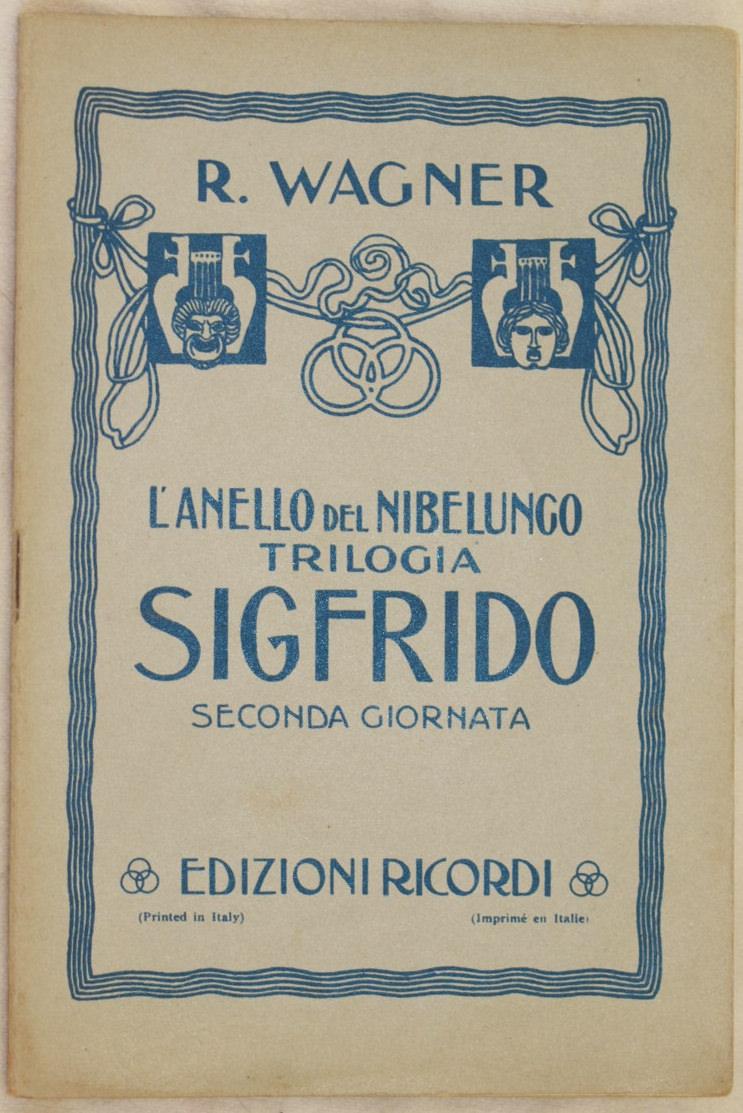 R. WAGNER
L'ANELLO DEL NIBELUNGO
TRILOGIA
SIGFRIDO
SECONDA GIORNATA
EDIZIONI RICORDI
(Printed in Italy) (Imprimé en Italie)